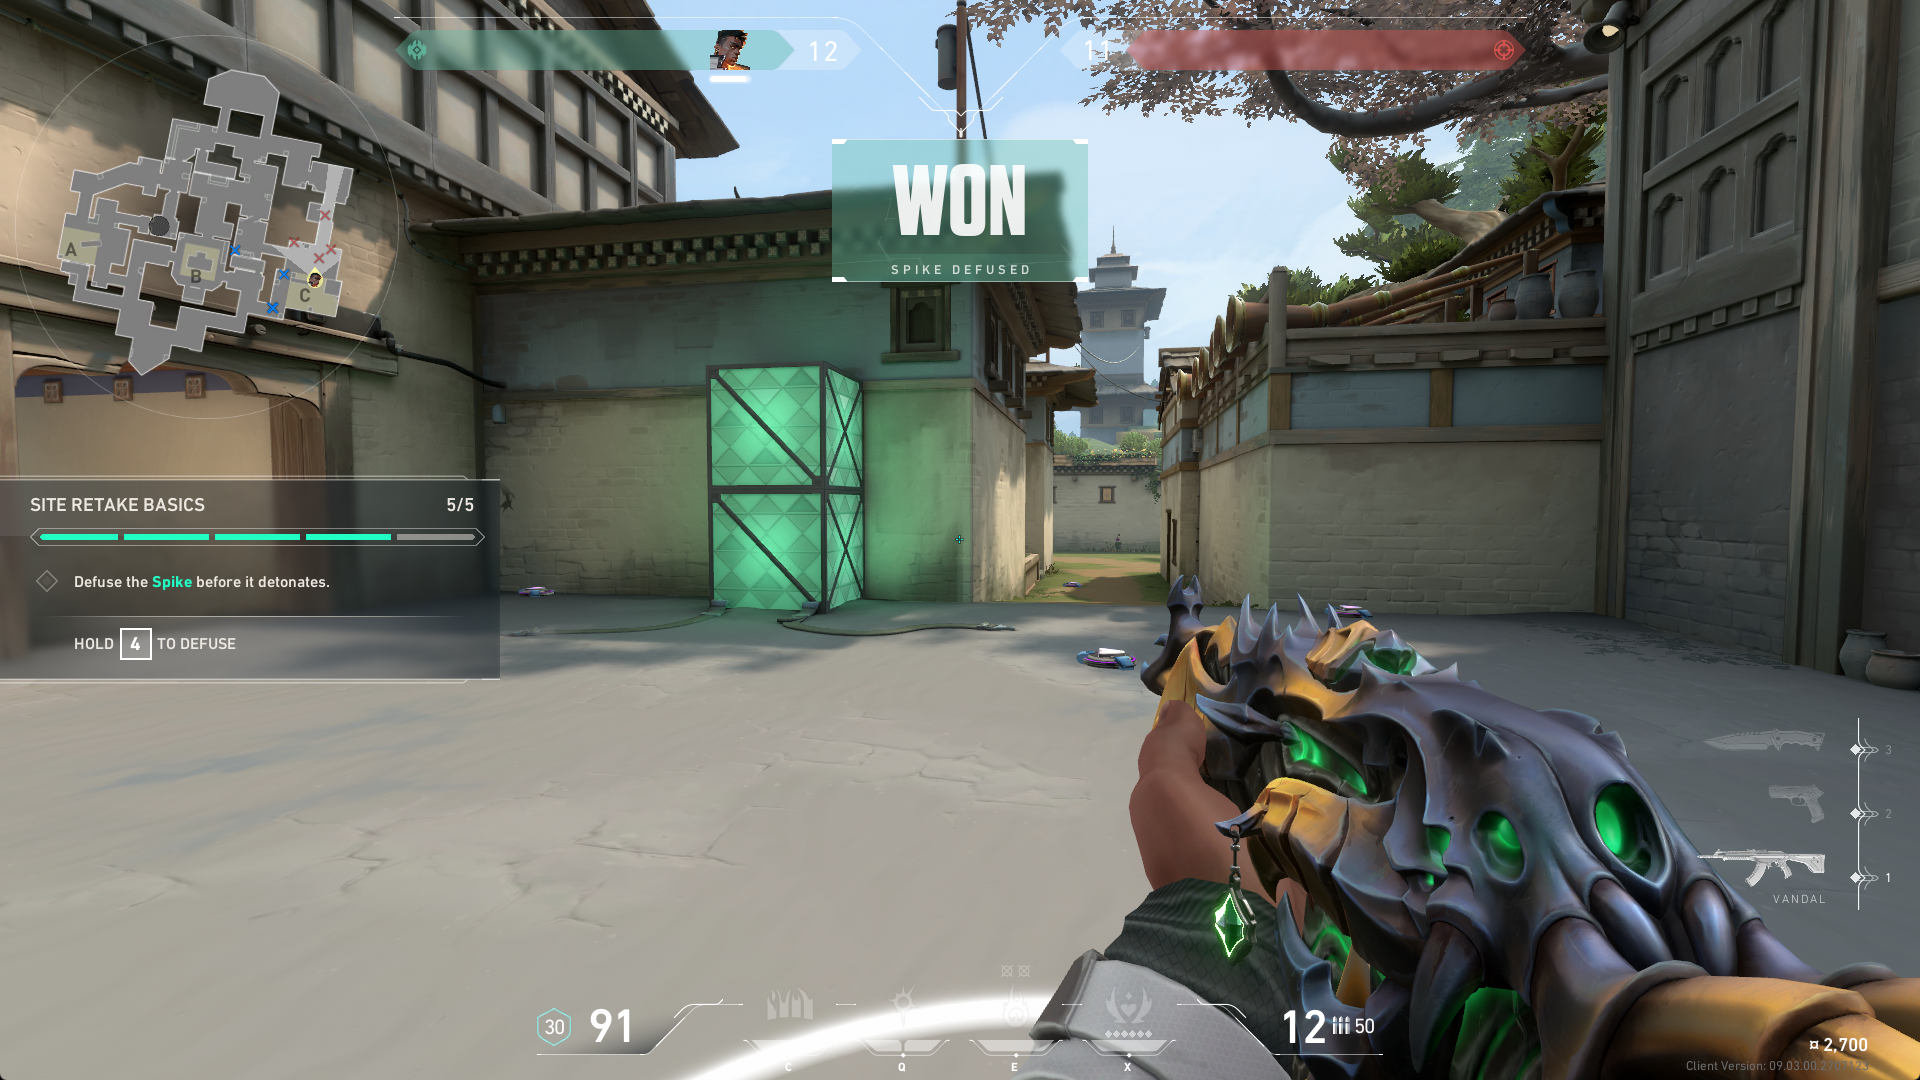 12
11
WON
SPIKE DEFUSED
A
B
C
SITE RETAKE BASICS 5/5
Defuse the Spike before it detonates.
HOLD 4 TO DEFUSE
3
2
1
VANDAL
30 91
12 50
C Q E X
¤ 2,700